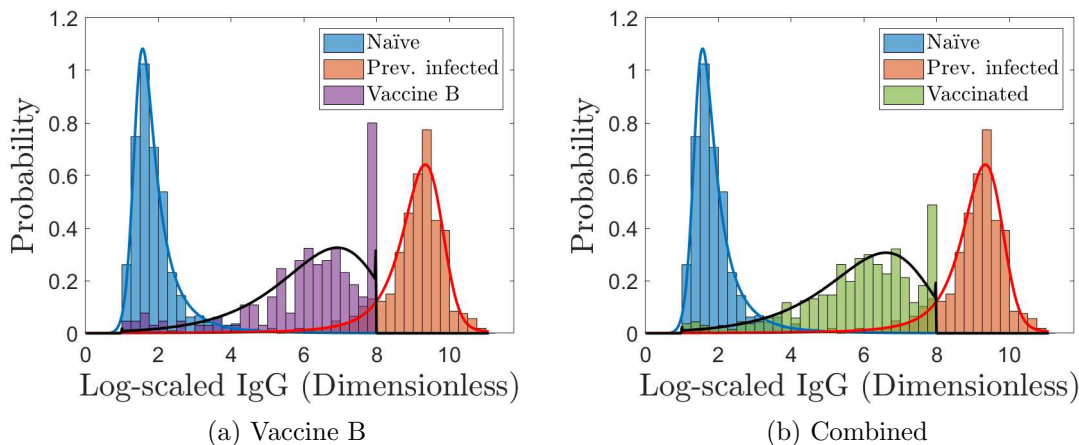 1.2
1
0.8
0.6
0.4
0.2
0
Probability
Naïve
Prev. infected
Vaccine B
0 2 4 6 8 10
Log-scaled IgG (Dimensionless)
(a) Vaccine B
1.2
1
0.8
0.6
0.4
0.2
0
Probability
Naïve
Prev. infected
Vaccinated
0 2 4 6 8 10
Log-scaled IgG (Dimensionless)
(b) Combined